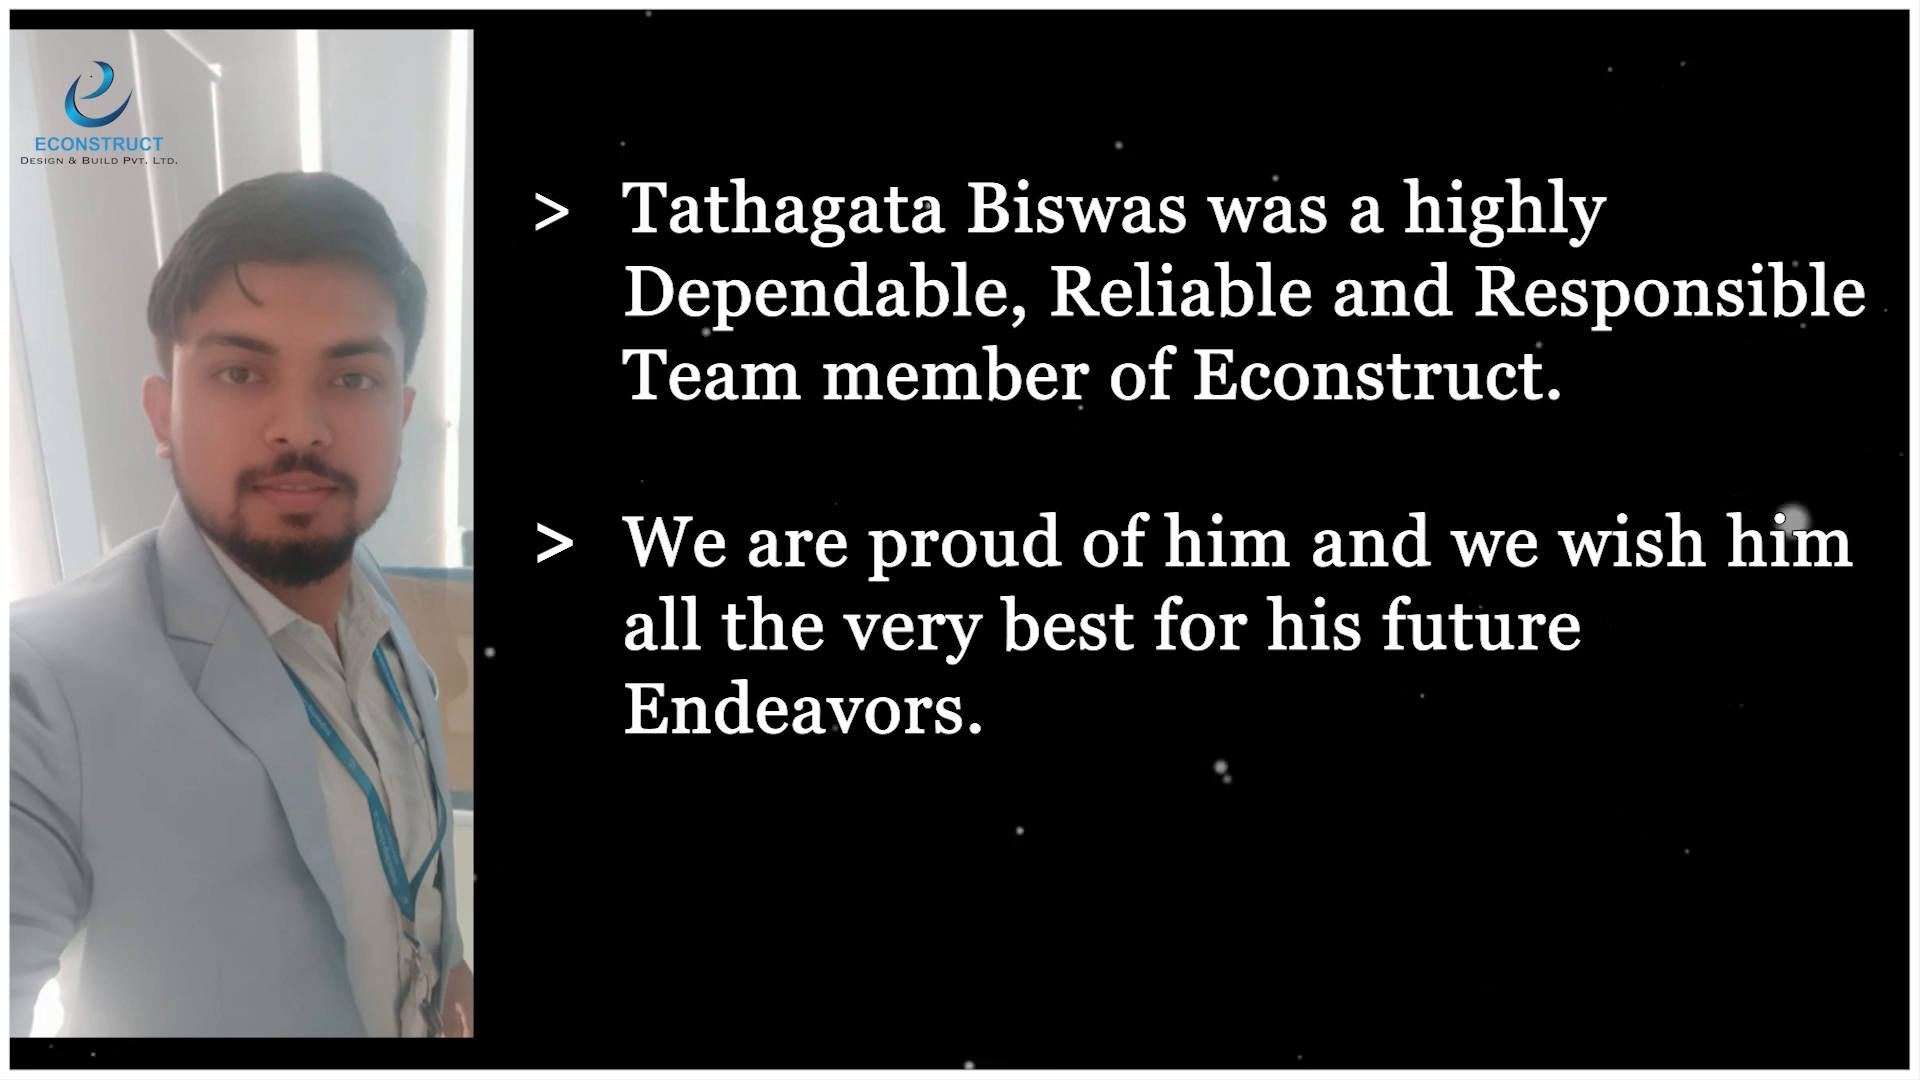 ECONSTRUCT
DESIGN & BUILD PVT. LTD.
> Tathagata Biswas was a highly
Dependable, Reliable and Responsible
Team member of Econstruct.
> We are proud of him and we wish him
all the very best for his future
Endeavors.